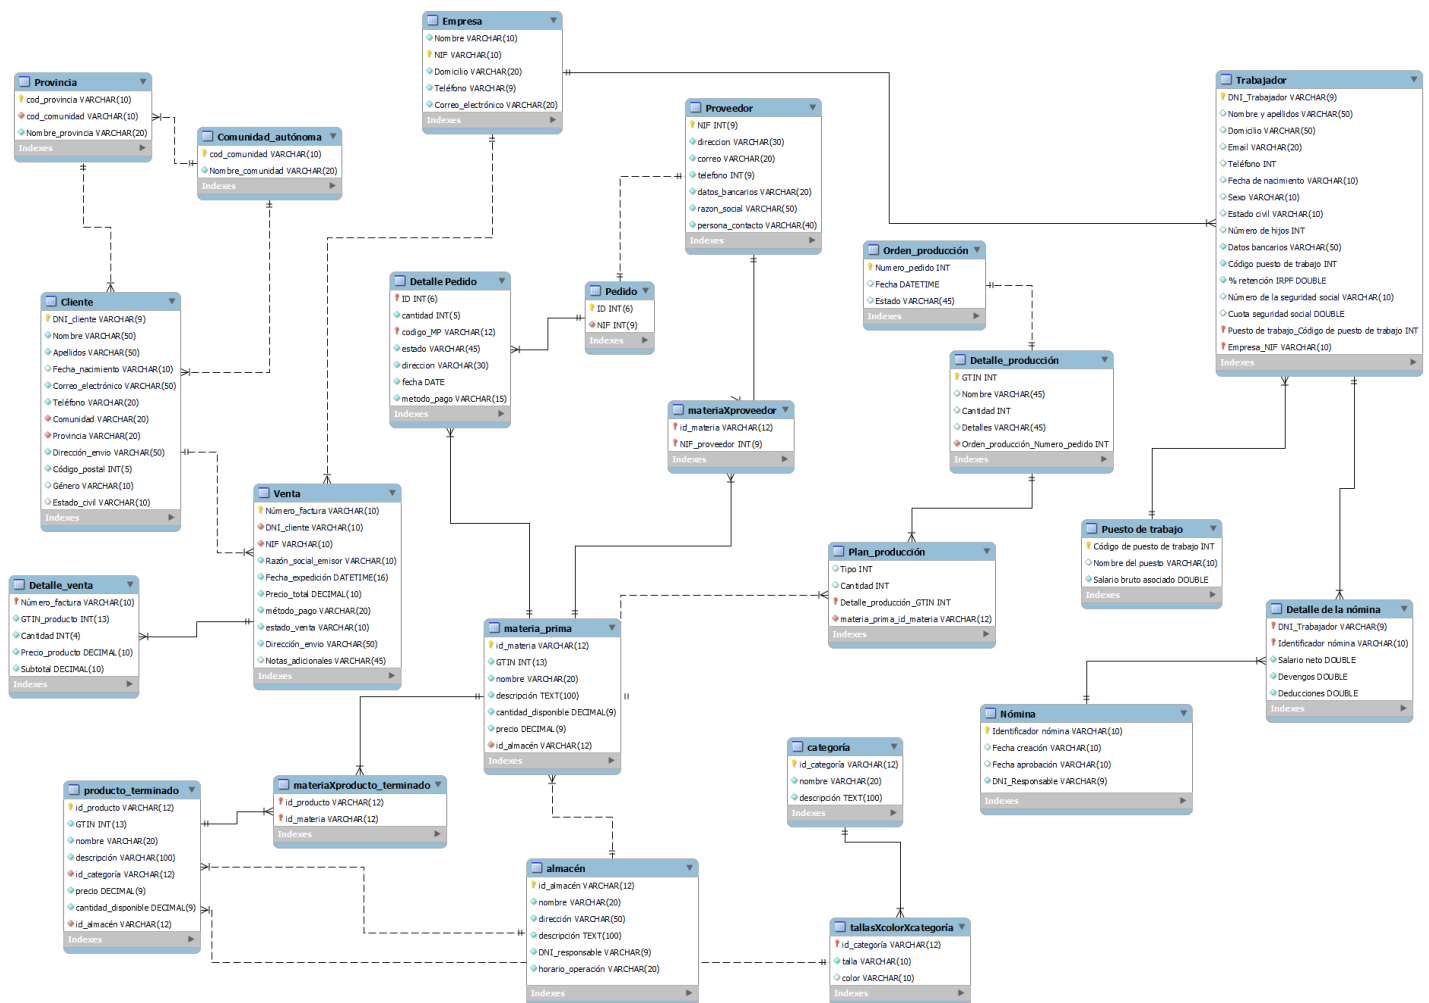 Empresa
Nombre VARCHAR(10)
NIF VARCHAR(10)
Domicilio VARCHAR(20)
Teléfono VARCHAR(9)
Correo_electrónico VARCHAR(20)
Indexes
Provincia
cod_provincia VARCHAR(10)
cod_comunidad VARCHAR(10)
Nombre_provincia VARCHAR(20)
Indexes
Comunidad_autónoma
cod_comunidad VARCHAR(10)
Nombre_comunidad VARCHAR(20)
Indexes
Proveedor
NIF INT(9)
direccion VARCHAR(30)
correo VARCHAR(20)
telefono INT(9)
datos_bancarios VARCHAR(20)
razon_social VARCHAR(50)
persona_contacto VARCHAR(40)
Indexes
Trabajador
DNI_Trabajador VARCHAR(9)
Nombre y apellidos VARCHAR(50)
Domicilio VARCHAR(50)
Email VARCHAR(20)
Teléfono INT
Fecha de nacimiento VARCHAR(10)
Sexo VARCHAR(10)
Estado civil VARCHAR(10)
Número de hijos INT
Datos bancarios VARCHAR(50)
Código puesto de trabajo INT
% retención IRPF DOUBLE
Número de la seguridad social VARCHAR(10)
Cuota seguridad social DOUBLE
Puesto de trabajo_Código de puesto de trabajo INT
Empresa_NIF VARCHAR(10)
Indexes
Orden_producción
Numero_pedido INT
Fecha DATETIME
Estado VARCHAR(45)
Indexes
Detalle Pedido
ID INT(6)
cantidad INT(5)
codigo_MP VARCHAR(12)
estado VARCHAR(45)
direccion VARCHAR(30)
fecha DATE
metodo_pago VARCHAR(15)
Indexes
Pedido
ID INT(6)
NIF INT(9)
Indexes
Cliente
DNI_cliente VARCHAR(9)
Nombre VARCHAR(50)
Apellidos VARCHAR(50)
Fecha_nacimiento VARCHAR(10)
Correo_electrónico VARCHAR(50)
Teléfono VARCHAR(20)
Comunidad VARCHAR(20)
Provincia VARCHAR(20)
Dirección_envio VARCHAR(50)
Código_postal INT(5)
Género VARCHAR(10)
Estado_civil VARCHAR(10)
Indexes
Detalle_producción
GTIN INT
Nombre VARCHAR(45)
Cantidad INT
Detalles VARCHAR(45)
Orden_producción_Numero_pedido INT
Indexes
materiaXproveedor
id_materia VARCHAR(12)
NIF_proveedor INT(9)
Indexes
Venta
Número_factura VARCHAR(10)
DNI_cliente VARCHAR(10)
NIF VARCHAR(10)
Razón_social_emisor VARCHAR(10)
Fecha_expedición DATETIME(16)
Precio_total DECIMAL(10)
método_pago VARCHAR(20)
estado_venta VARCHAR(10)
Dirección_envio VARCHAR(50)
Notas_adicionales VARCHAR(45)
Indexes
Puesto de trabajo
Código de puesto de trabajo INT
Nombre del puesto VARCHAR(10)
Salario bruto asociado DOUBLE
Indexes
Plan_producción
Tipo INT
Cantidad INT
Detalle_producción_GTIN INT
materia_prima_id_materia VARCHAR(12)
Indexes
Detalle_venta
Número_factura VARCHAR(10)
GTIN_producto INT(13)
Cantidad INT(4)
Precio_producto DECIMAL(10)
Subtotal DECIMAL(10)
Indexes
Detalle de la nómina
DNI_Trabajador VARCHAR(9)
Identificador nómina VARCHAR(10)
Salario neto DOUBLE
Devengos DOUBLE
Deducciones DOUBLE
Indexes
materia_prima
id_materia VARCHAR(12)
GTIN INT(13)
nombre VARCHAR(20)
descripción TEXT(100)
cantidad_disponible DECIMAL(9)
precio DECIMAL(9)
id_almacén VARCHAR(12)
Indexes
Nómina
Identificador nómina VARCHAR(10)
Fecha creación VARCHAR(10)
Fecha aprobación VARCHAR(10)
DNI_Responsable VARCHAR(9)
Indexes
categoría
id_categoría VARCHAR(12)
nombre VARCHAR(20)
descripción TEXT(100)
Indexes
materiaXproducto_terminado
id_producto VARCHAR(12)
id_materia VARCHAR(12)
Indexes
producto_terminado
id_producto VARCHAR(12)
GTIN INT(13)
nombre VARCHAR(20)
descripción VARCHAR(100)
id_categoría VARCHAR(12)
precio DECIMAL(9)
cantidad_disponible DECIMAL(9)
id_almacén VARCHAR(12)
Indexes
almacén
id_almacén VARCHAR(12)
nombre VARCHAR(20)
dirección VARCHAR(50)
descripción TEXT(100)
DNI_responsable VARCHAR(9)
horario_operación VARCHAR(20)
Indexes
tallasXcolorXcategoría
id_categoría VARCHAR(12)
talla VARCHAR(10)
color VARCHAR(10)
Indexes